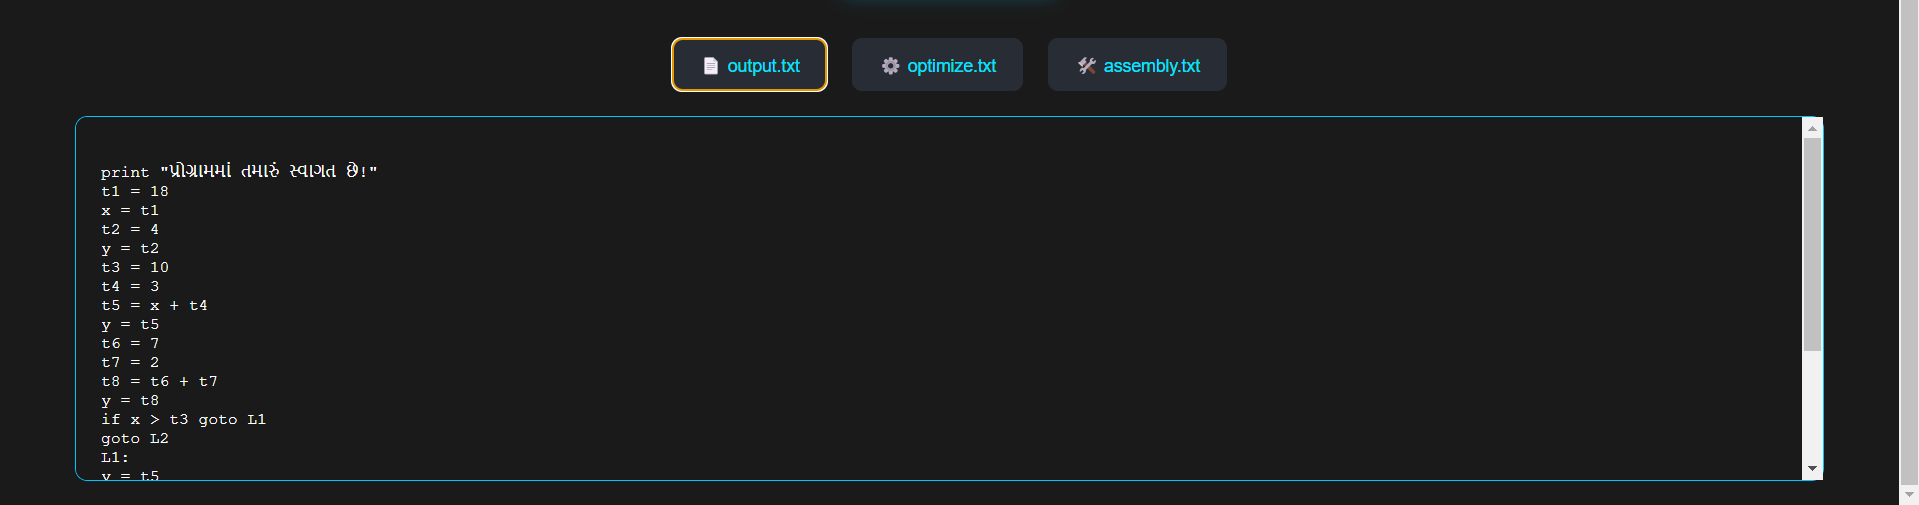 output.txt
optimize.txt
assembly.txt
print "પ્રોગ્રામમાં તમારું સ્વાગત છે!"
t1 = 18
x = t1
t2 = 4
y = t2
t3 = 10
t4 = 3
t5 = x + t4
y = t5
t6 = 7
t7 = 2
t8 = t6 + t7
y = t8
if x > t3 goto L1
goto L2
L1:
y = t5